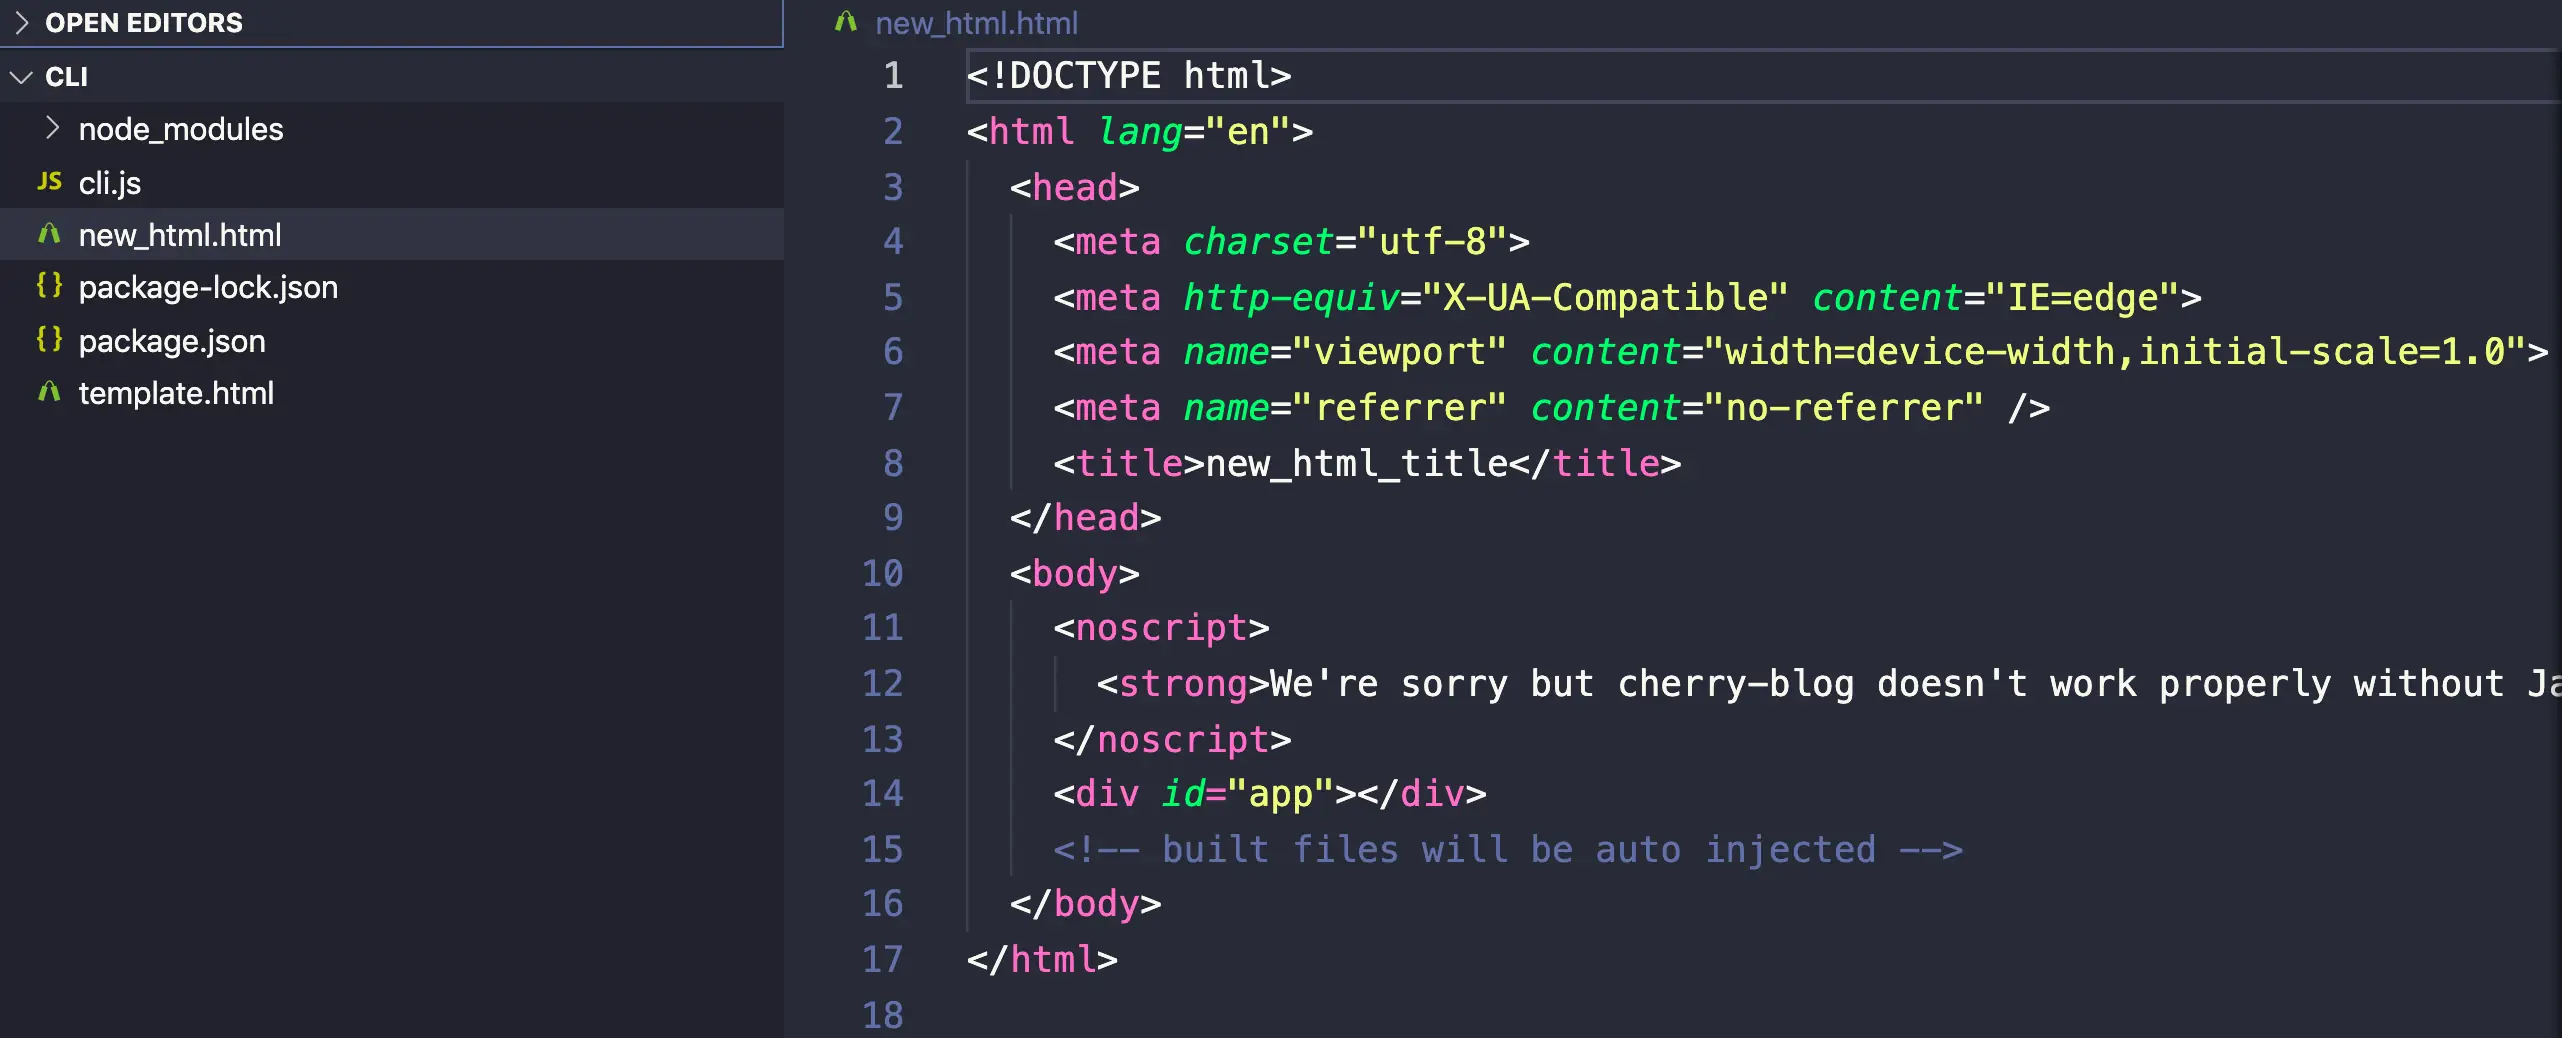 OPEN EDITORS
CLI
node_modules
JS cli.js
new_html.html
{} package-lock.json
{} package.json
template.html
new_html.html
1 <!DOCTYPE html>
2 <html lang="en">
3 <head>
4 <meta charset="utf-8">
5 <meta http-equiv="X-UA-Compatible" content="IE=edge">
6 <meta name="viewport" content="width=device-width,initial-scale=1.0">
7 <meta name="referrer" content="no-referrer" />
8 <title>new_html_title</title>
9 </head>
10 <body>
11 <noscript>
12 <strong>We're sorry but cherry-blog doesn't work properly without Ja
13 </noscript>
14 <div id="app"></div>
15 <!-- built files will be auto injected -->
16 </body>
17 </html>
18